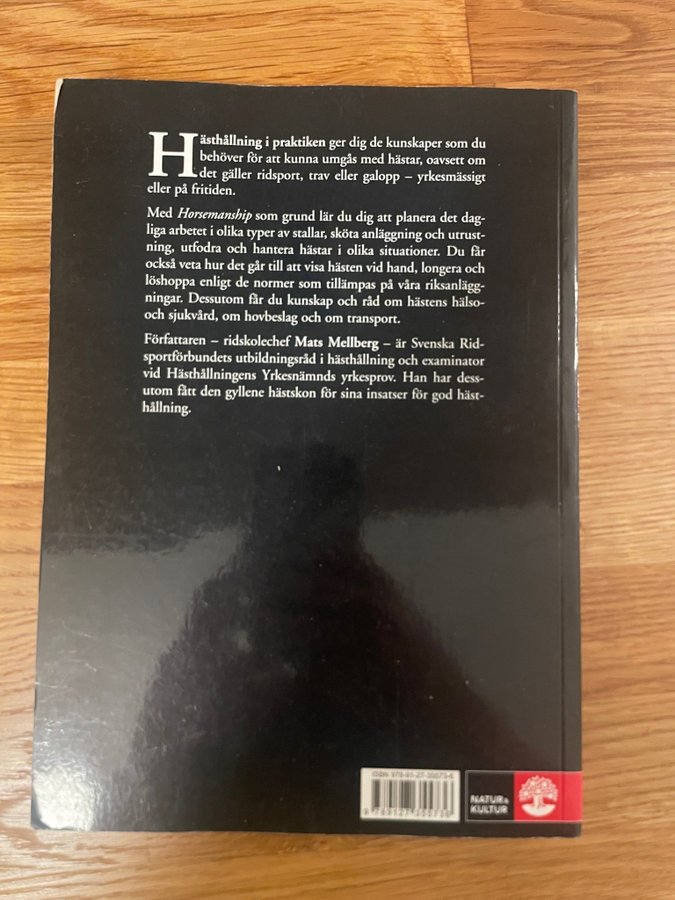 Hästhållning i praktiken ger dig de kunskaper som du
behöver för att kunna umgås med hästar, oavsett om
det gäller ridsport, trav eller galopp – yrkesmässigt
eller på fritiden.
Med Horsemanship som grund lär du dig att planera det dag-
liga arbetet i olika typer av stallar, sköta anläggning och utrust-
ning, utfodra och hantera hästar i olika situationer. Du får
också veta hur det går till att visa hästen vid hand, longera och
löshoppa enligt de normer som tillämpas på våra riksanlägg-
ningar. Dessutom får du kunskap och råd om hästens hälso-
och sjukvård, om hovbeslag och om transport.
Författaren – ridskolechef Mats Mellberg – är Svenska Rid-
sportförbundets utbildningsråd i hästhållning och examinator
vid Hästhållningens Yrkesnämnds yrkesprov. Han har dess-
utom fått den gyllene hästskon för sina insatser för god häst-
hållning.
ISBN
NATUR &
KULTUR